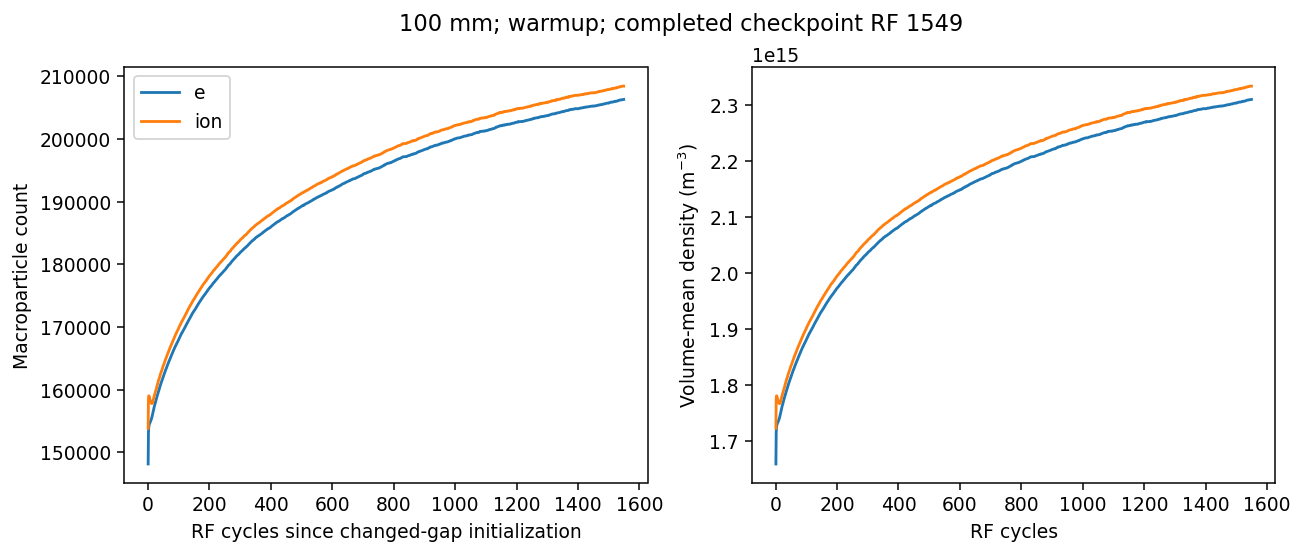 100 mm; warmup; completed checkpoint RF 1549
1e15
e
ion
210000
200000
190000
180000
170000
160000
150000
Macroparticle count
0 200 400 600 800 1000 1200 1400 1600
RF cycles since changed-gap initialization
2.3
2.2
2.1
2.0
1.9
1.8
1.7
Volume-mean density (m⁻³)
0 200 400 600 800 1000 1200 1400 1600
RF cycles